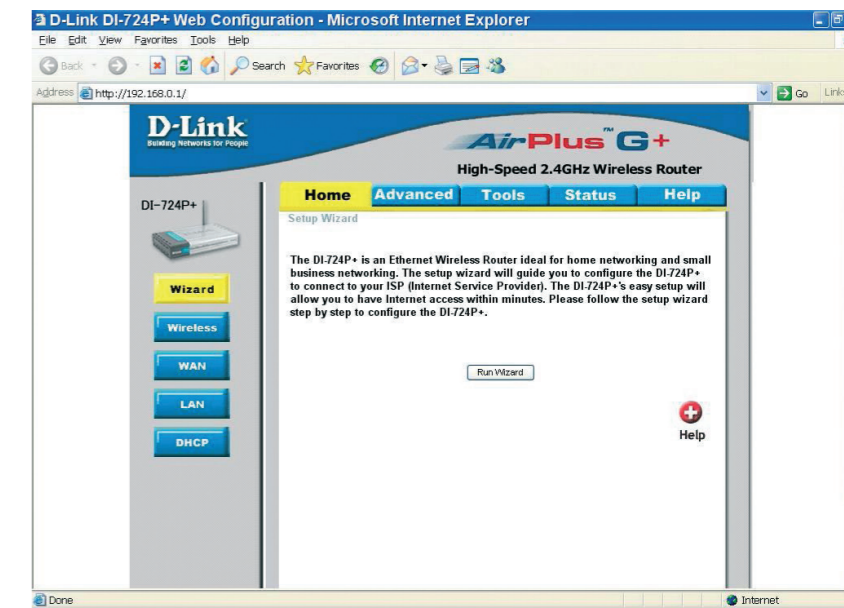 D-Link DI-724P+ Web Configuration - Microsoft Internet Explorer
File Edit View Favorites Tools Help
Back Search Favorites
Address http://192.168.0.1/ Go
D-Link
Building Networks for People
AirPlus™ G+
High-Speed 2.4GHz Wireless Router
DI-724P+
Home Advanced Tools Status Help
Setup Wizard
The DI-724P+ is an Ethernet Wireless Router ideal for home networking and small
business networking. The setup wizard will guide you to configure the DI-724P+
to connect to your ISP (Internet Service Provider). The DI-724P+'s easy setup will
allow you to have Internet access within minutes. Please follow the setup wizard
step by step to configure the DI-724P+.
Wizard
Wireless
WAN
LAN
DHCP
Run Wizard
Help
Done Internet